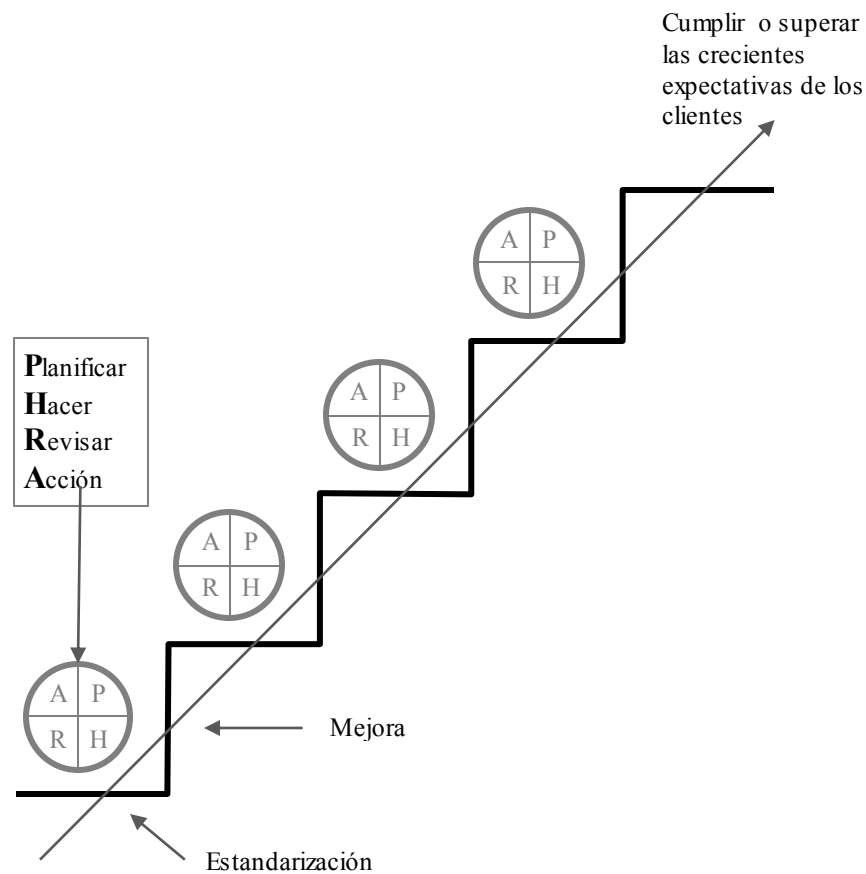 Cumplir o superar
las crecientes
expectativas de los
clientes
A P
R H
Planificar
Hacer
Revisar
Acción
A P
R H
A P
R H
A P
R H
Mejora
Estandarización